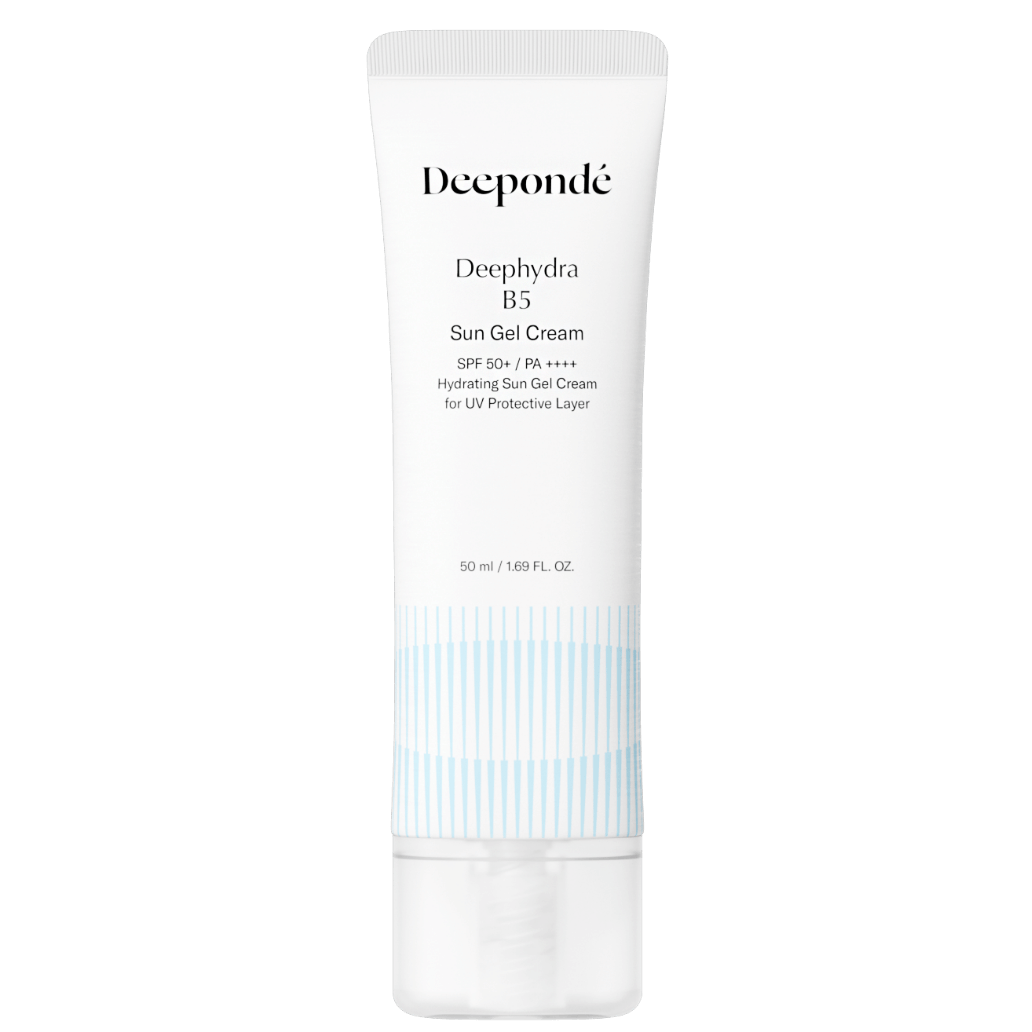 Deepondé
Deephydra
B5
Sun Gel Cream
SPF 50+ / PA ++++
Hydrating Sun Gel Cream
for UV Protective Layer
50 ml / 1.69 FL. OZ.